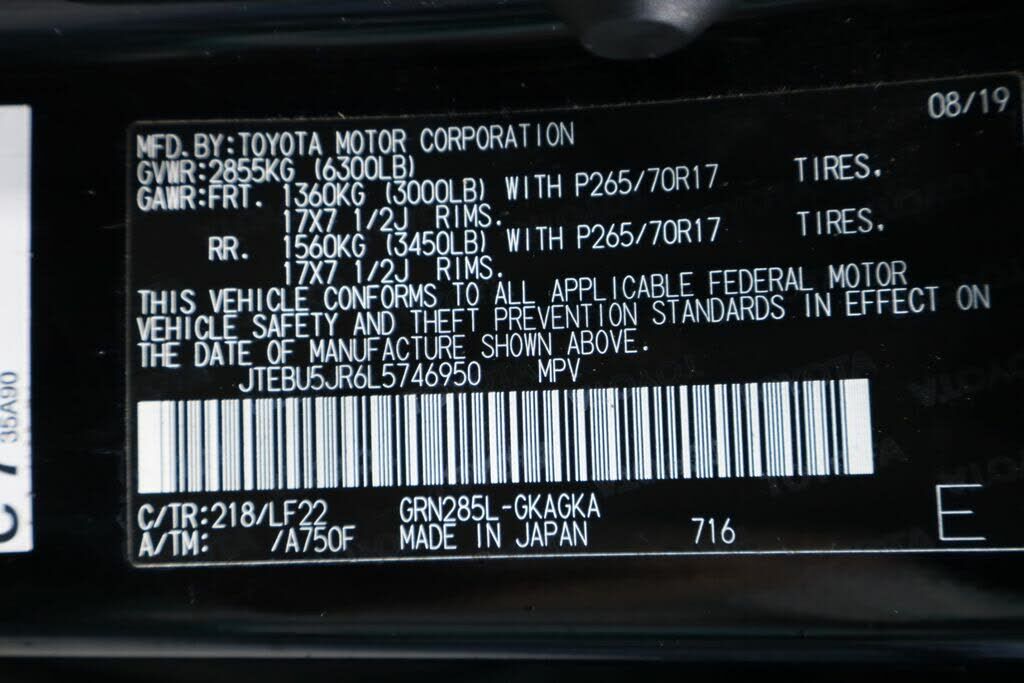 08/19
MFD. BY: TOYOTA MOTOR CORPORATION
GVWR: 2855KG (6300LB)
GAWR: FRT. 1360KG (3000LB) WITH P265/70R17 TIRES.
17X7 1/2J RIMS.
RR. 1560KG (3450LB) WITH P265/70R17 TIRES.
17X7 1/2J RIMS.
THIS VEHICLE CONFORMS TO ALL APPLICABLE FEDERAL MOTOR
VEHICLE SAFETY AND THEFT PREVENTION STANDARDS IN EFFECT ON
THE DATE OF MANUFACTURE SHOWN ABOVE.
JTEBU5JR6L5746950 MPV
C/TR: 218/LF22 GRN285L-GKAGKA
A/TM: /A750F MADE IN JAPAN 716 E
35A90